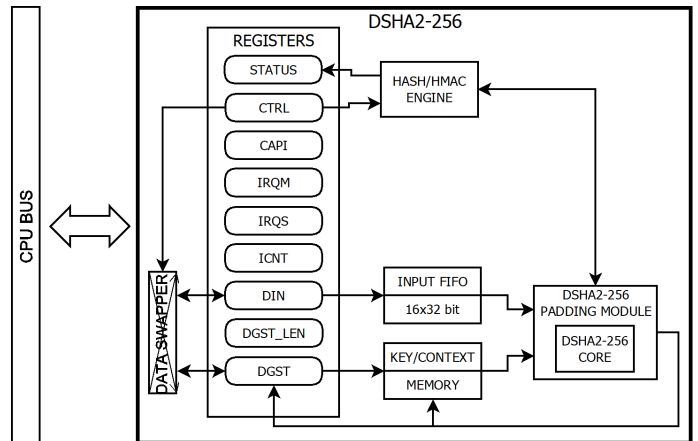 DSHA2-256
REGISTERS
STATUS
CTRL
CAPI
IRQM
IRQS
ICNT
DIN
DGST_LEN
DGST
HASH/HMAC
ENGINE
CPU BUS
DATA SWAPPER
INPUT FIFO
16x32 bit
KEY/CONTEXT
MEMORY
DSHA2-256
PADDING MODULE
DSHA2-256
CORE